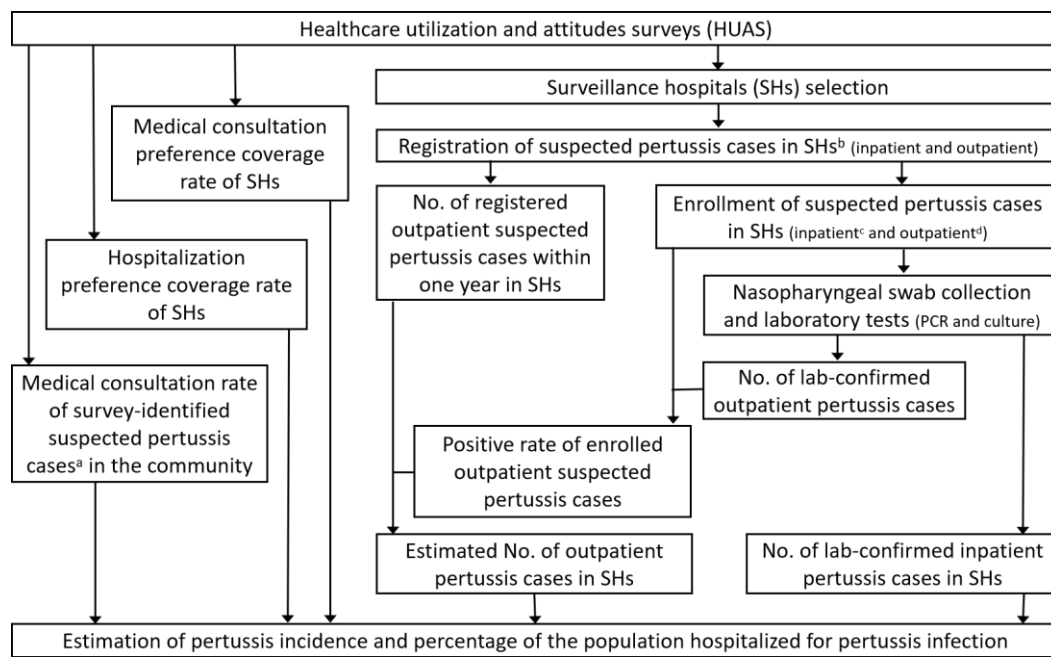 Healthcare utilization and attitudes surveys (HUAS)
Surveillance hospitals (SHs) selection
Medical consultation
preference coverage
rate of SHs
Registration of suspected pertussis cases in SHsᵇ (inpatient and outpatient)
No. of registered
outpatient suspected
pertussis cases within
one year in SHs
Enrollment of suspected pertussis cases
in SHs (inpatientᶜ and outpatientᵈ)
Hospitalization
preference coverage rate
of SHs
Nasopharyngeal swab collection
and laboratory tests (PCR and culture)
Medical consultation rate
of survey-identified
suspected pertussis
casesᵃ in the community
No. of lab-confirmed
outpatient pertussis cases
Positive rate of enrolled
outpatient suspected
pertussis cases
Estimated No. of outpatient
pertussis cases in SHs
No. of lab-confirmed inpatient
pertussis cases in SHs
Estimation of pertussis incidence and percentage of the population hospitalized for pertussis infection